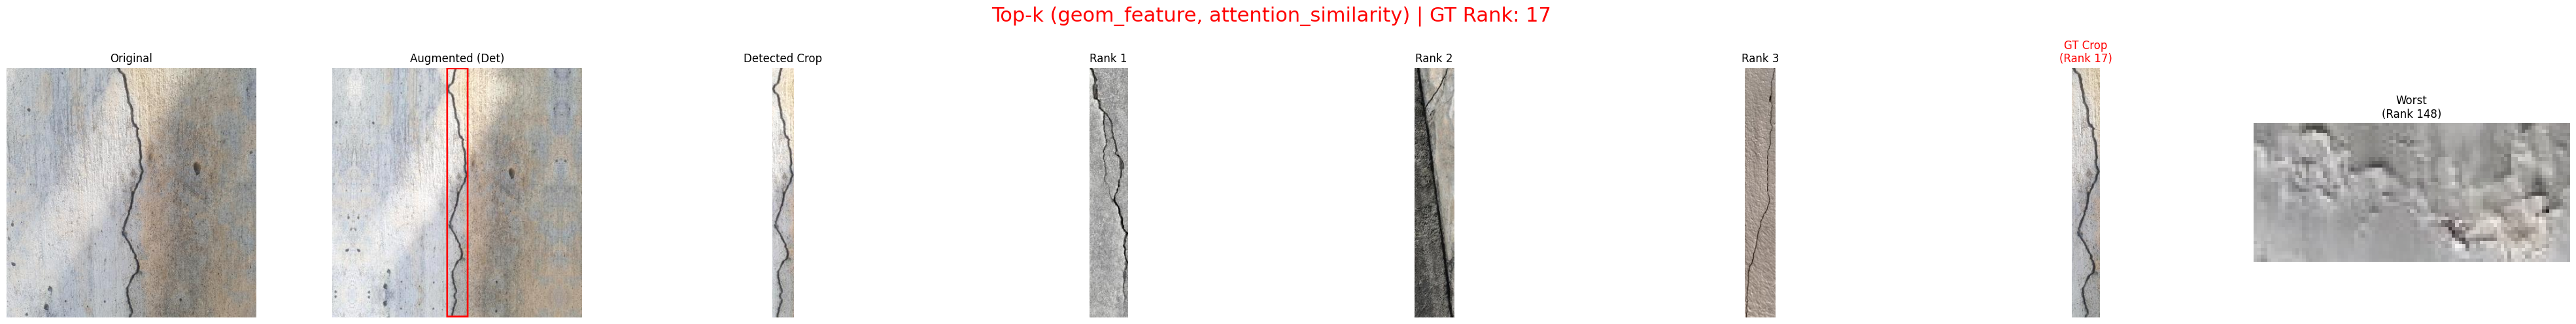 Top-k (geom_feature, attention_similarity) | GT Rank: 17
Original
Augmented (Det)
Detected Crop
Rank 1
Rank 2
Rank 3
GT Crop
(Rank 17)
Worst
(Rank 148)